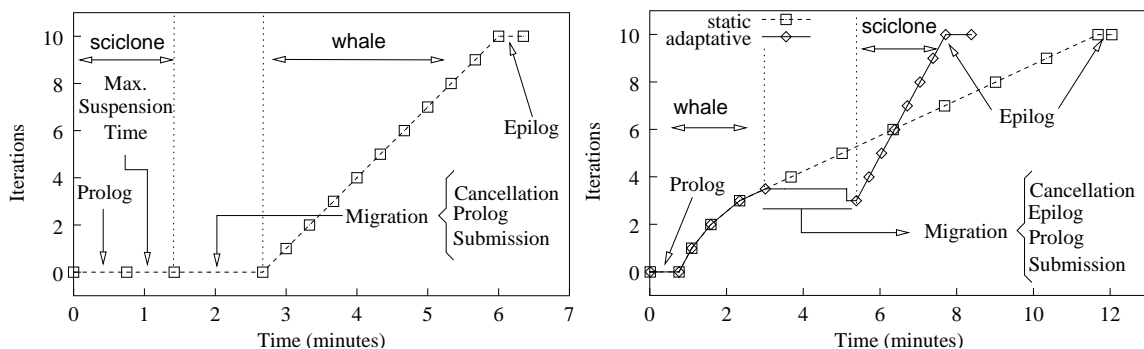 10
8
6
4
2
0
Iterations
sciclone
whale
Max.
Suspension
Time
Prolog
Epilog
Migration
Cancellation
Prolog
Submission
0 1 2 3 4 5 6 7
Time (minutes)
static
adaptative
10
8
6
4
2
0
Iterations
sciclone
whale
Prolog
Epilog
Migration
Cancellation
Epilog
Prolog
Submission
0 2 4 6 8 10 12
Time (minutes)